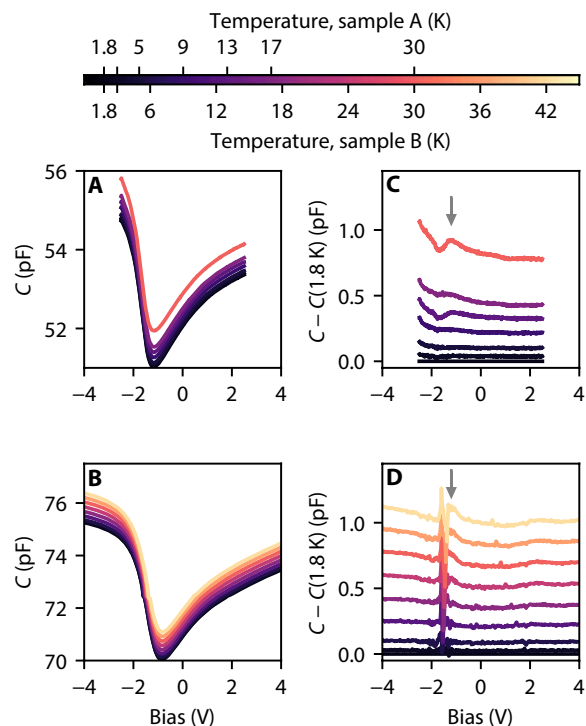 Temperature, sample A (K)
1.8 5 9 13 17 30
1.8 6 12 18 24 30 36 42
Temperature, sample B (K)
A
56
54
52
C (pF)
−4 −2 0 2 4
C
1.0
0.5
0.0
C − C(1.8 K) (pF)
−4 −2 0 2 4
B
76
74
72
70
C (pF)
−4 −2 0 2 4
Bias (V)
D
1.0
0.5
0.0
C − C(1.8 K) (pF)
−4 −2 0 2 4
Bias (V)